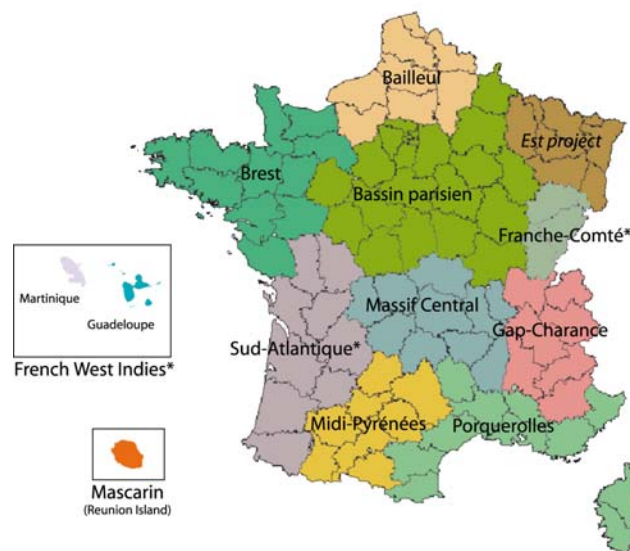 Bailleul
Est project
Brest
Bassin parisien
Franche-Comté*
Martinique
Guadeloupe
French West Indies*
Massif Central
Gap-Charance
Sud-Atlantique*
Midi-Pyrénées
Porquerolles
Mascarin
(Reunion Island)